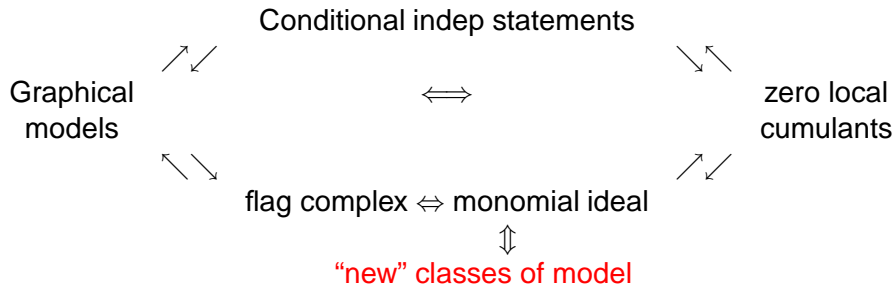 Conditional indep statements
Graphical
models
⇐⇒
zero local
cumulants
flag complex ⇔ monomial ideal
⇕
“new” classes of model